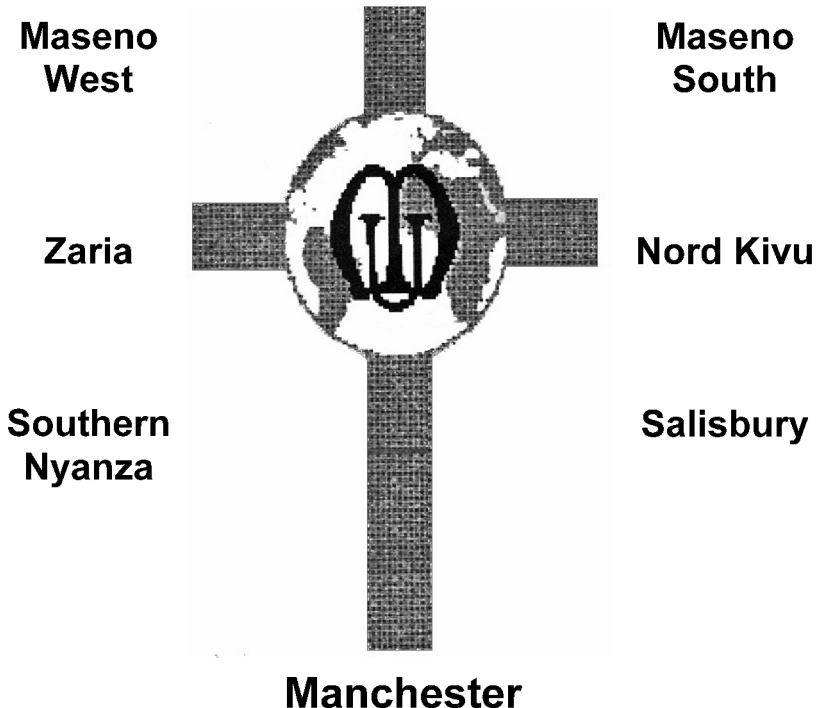 Maseno
West
Maseno
South
Zaria
Nord Kivu
Southern
Nyanza
Salisbury
Manchester